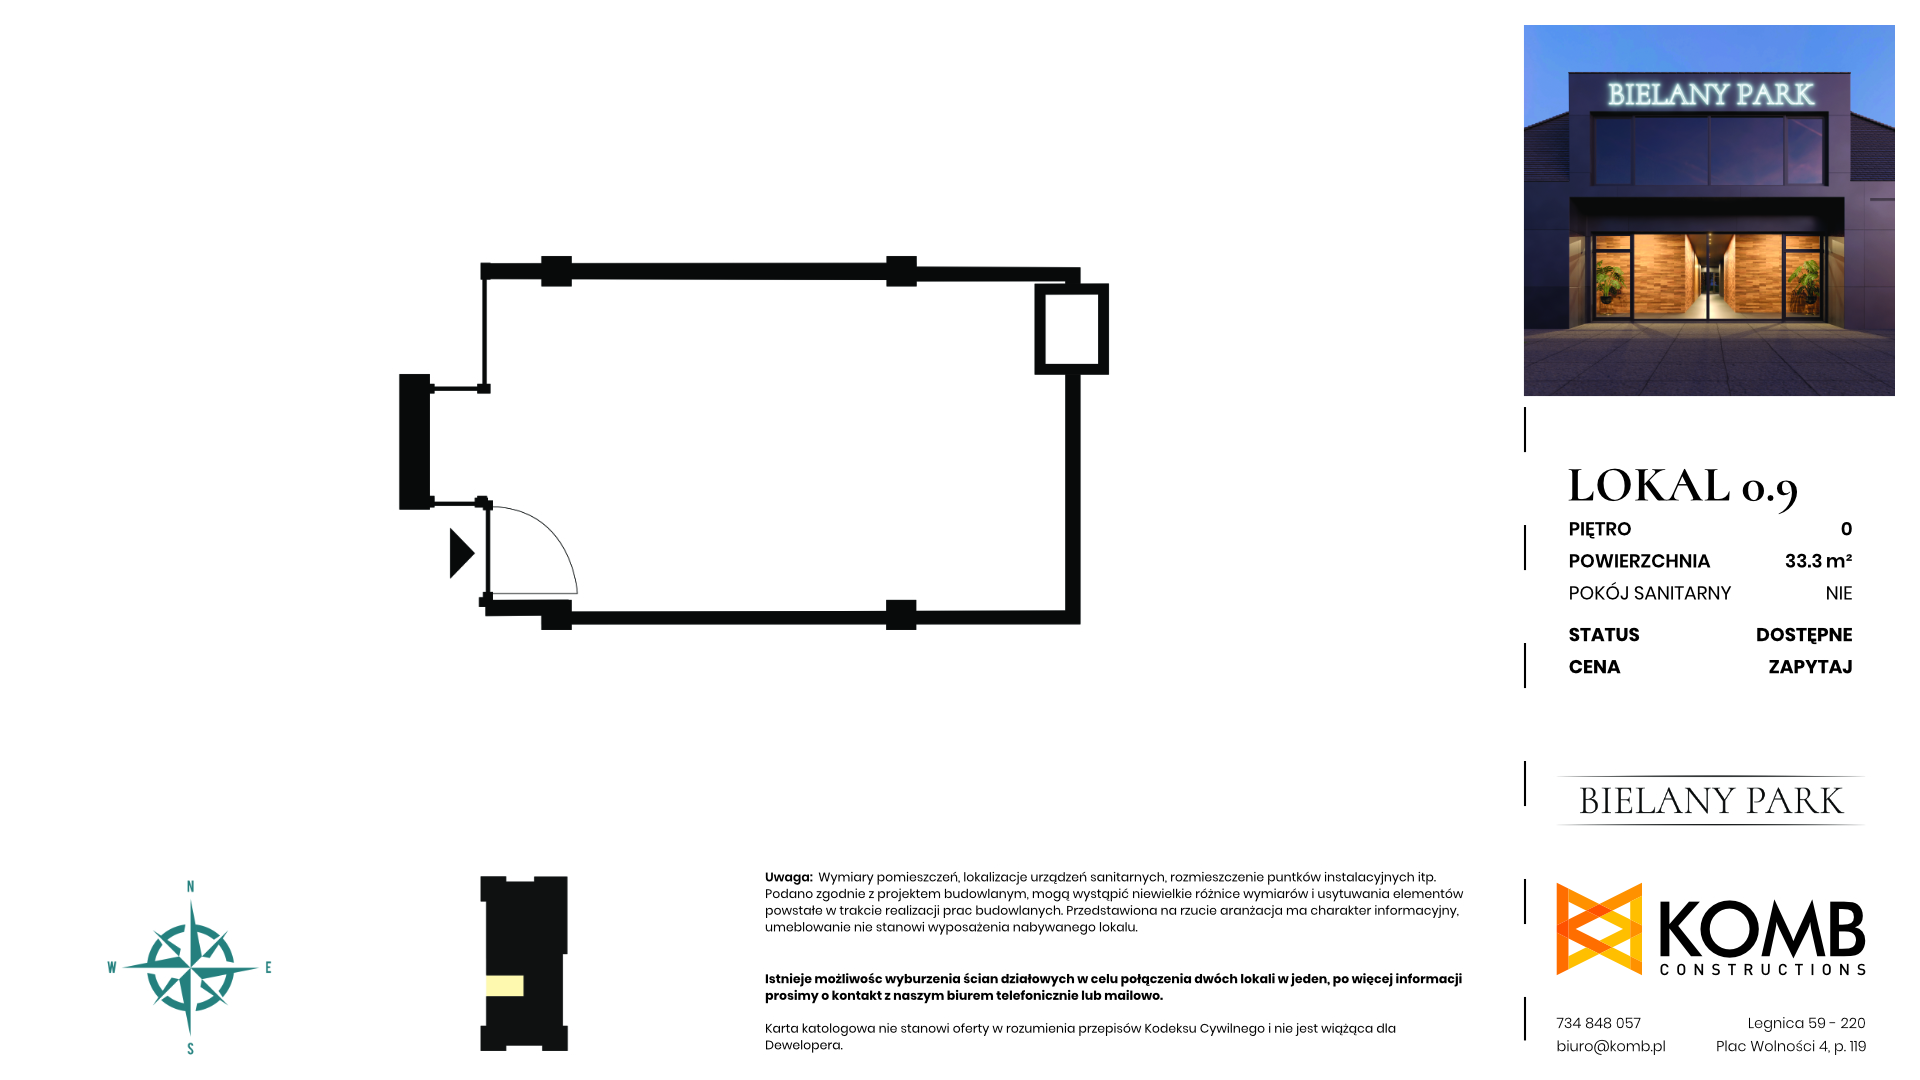 BIELANY PARK
LOKAL 0.9
PIĘTRO 0
POWIERZCHNIA 33.3 m²
POKÓJ SANITARNY NIE
STATUS DOSTĘPNE
CENA ZAPYTAJ
BIELANY PARK
KOMB
CONSTRUCTIONS
734 848 057 Legnica 59 - 220
biuro@komb.pl Plac Wolności 4, p. 119
N
W E
S
Uwaga: Wymiary pomieszczeń, lokalizacje urządzeń sanitarnych, rozmieszczenie puntków instalacyjnych itp.
Podano zgodnie z projektem budowlanym, mogą wystąpić niewielkie różnice wymiarów i usytuwania elementów
powstałe w trakcie realizacji prac budowlanych. Przedstawiona na rzucie aranżacja ma charakter informacyjny,
umeblowanie nie stanowi wyposażenia nabywanego lokalu.
Istnieje możliwośc wyburzenia ścian działowych w celu połączenia dwóch lokali w jeden, po więcej informacji
prosimy o kontakt z naszym biurem telefonicznie lub mailowo.
Karta katologowa nie stanowi oferty w rozumienia przepisów Kodeksu Cywilnego i nie jest wiążąca dla
Dewelopera.